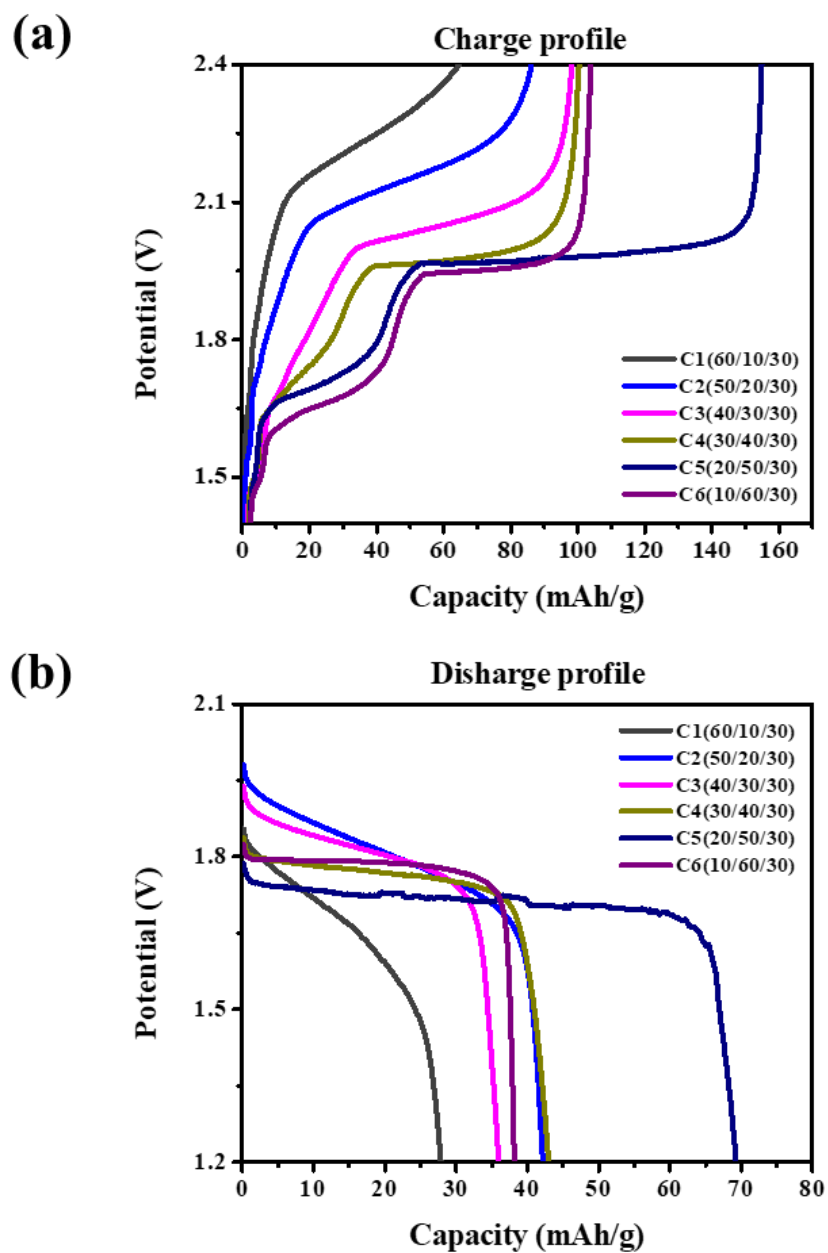 (a)
Charge profile
2.4
2.1
1.8
1.5
Potential (V)
C1(60/10/30)
C2(50/20/30)
C3(40/30/30)
C4(30/40/30)
C5(20/50/30)
C6(10/60/30)
0 20 40 60 80 100 120 140 160
Capacity (mAh/g)
(b)
Disharge profile
2.1
1.8
1.5
1.2
Potential (V)
C1(60/10/30)
C2(50/20/30)
C3(40/30/30)
C4(30/40/30)
C5(20/50/30)
C6(10/60/30)
0 10 20 30 40 50 60 70 80
Capacity (mAh/g)